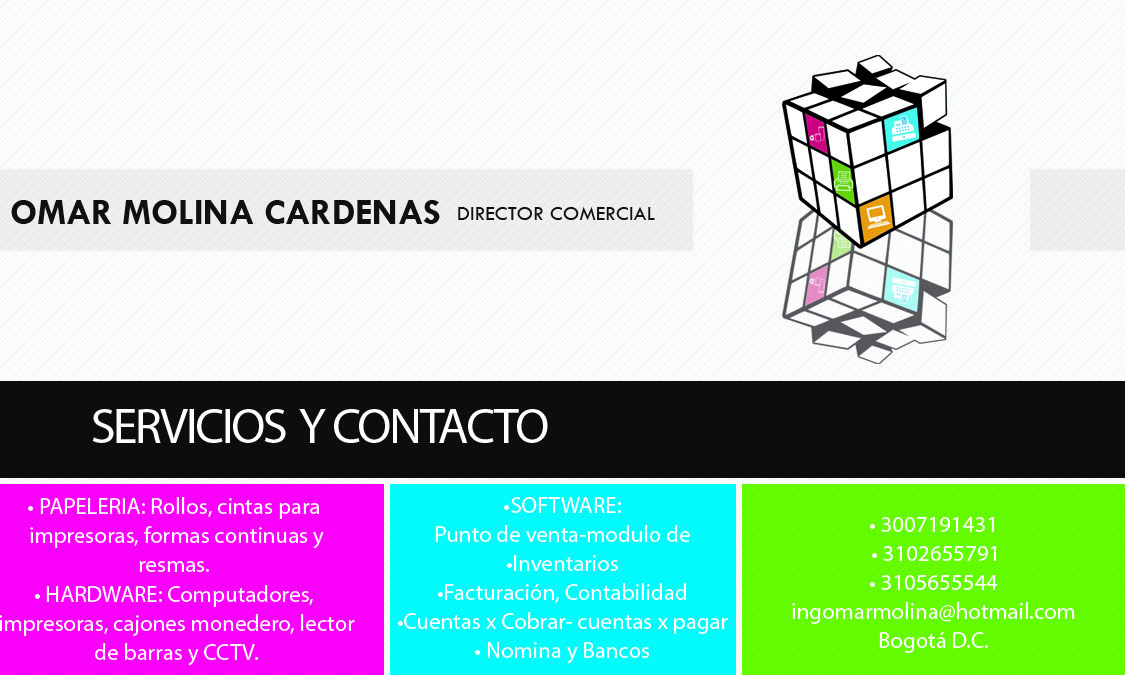 OMAR MOLINA CARDENAS DIRECTOR COMERCIAL
SERVICIOS Y CONTACTO
• PAPELERIA: Rollos, cintas para
impresoras, formas continuas y
resmas.
• HARDWARE: Computadores,
impresoras, cajones monedero, lector
de barras y CCTV.
•SOFTWARE:
Punto de venta-modulo de
•Inventarios
•Facturación, Contabilidad
•Cuentas x Cobrar- cuentas x pagar
• Nomina y Bancos
• 3007191431
• 3102655791
• 3105655544
ingomarmolina@hotmail.com
Bogotá D.C.